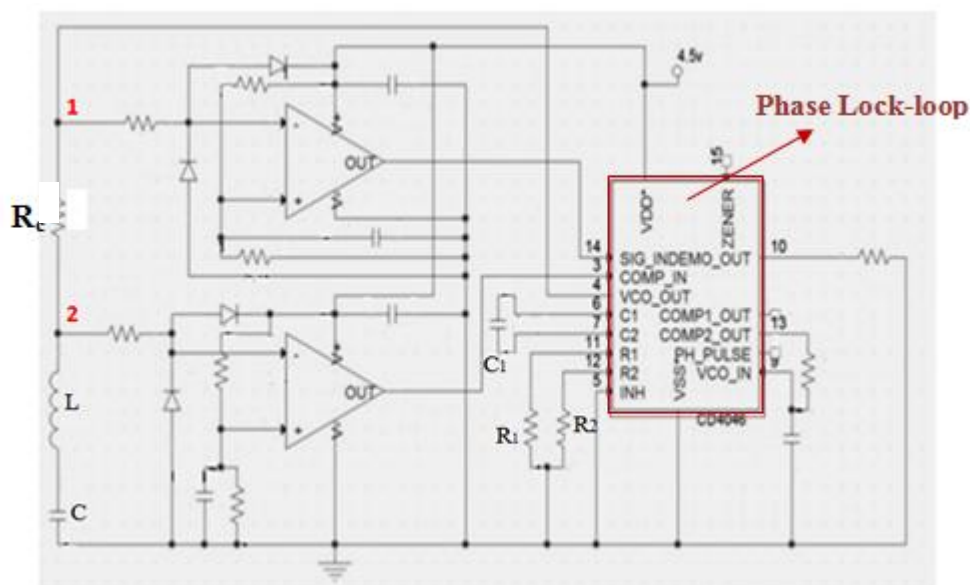 4.5v
Phase Lock-loop
1
-
+
OUT
15
VDD+
ZENER
14
SIG_INDEMO_OUT
10
3
COMP_IN
4
VCO_OUT
6
C1
COMP1_OUT
7
C2
COMP2_OUT
13
11
R1
PH_PULSE
12
R2
VCO_IN
9
5
INH
VSS
CD4046
2
-
+
OUT
C1
R1
R2
L
C